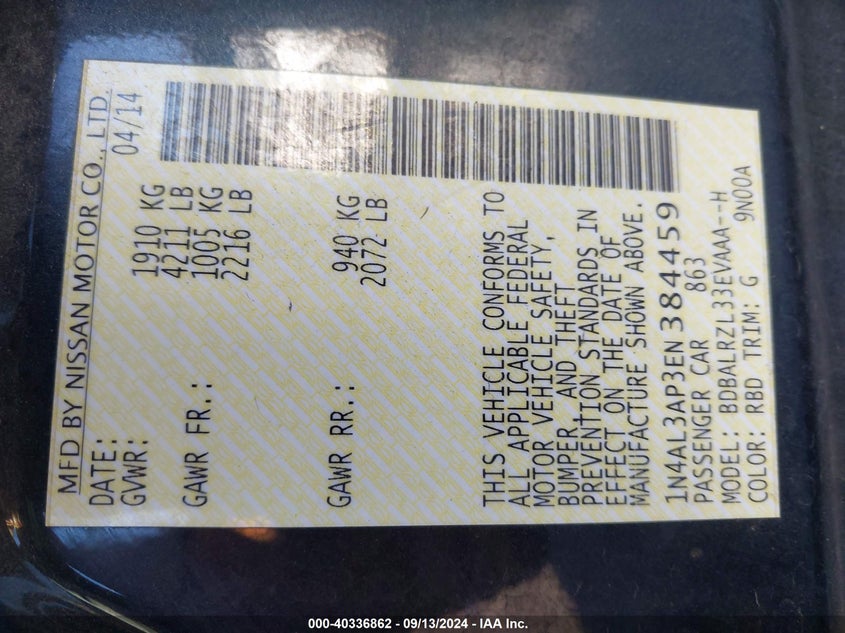 MFD BY NISSAN MOTOR CO., LTD.
DATE: 04/14
GVWR: 1910 KG
4211 LB
GAWR FR.: 1005 KG
2216 LB
GAWR RR.: 940 KG
2072 LB
THIS VEHICLE CONFORMS TO
ALL APPLICABLE FEDERAL
MOTOR VEHICLE SAFETY,
BUMPER, AND THEFT
PREVENTION STANDARDS IN
EFFECT ON THE DATE OF
MANUFACTURE SHOWN ABOVE.
1N4AL3AP3EN384459
PASSENGER CAR 863
MODEL: BDBALRZL33EVAAA--H
COLOR: RBD TRIM: G 9N00A
000-40336862 - 09/13/2024 - IAA Inc.